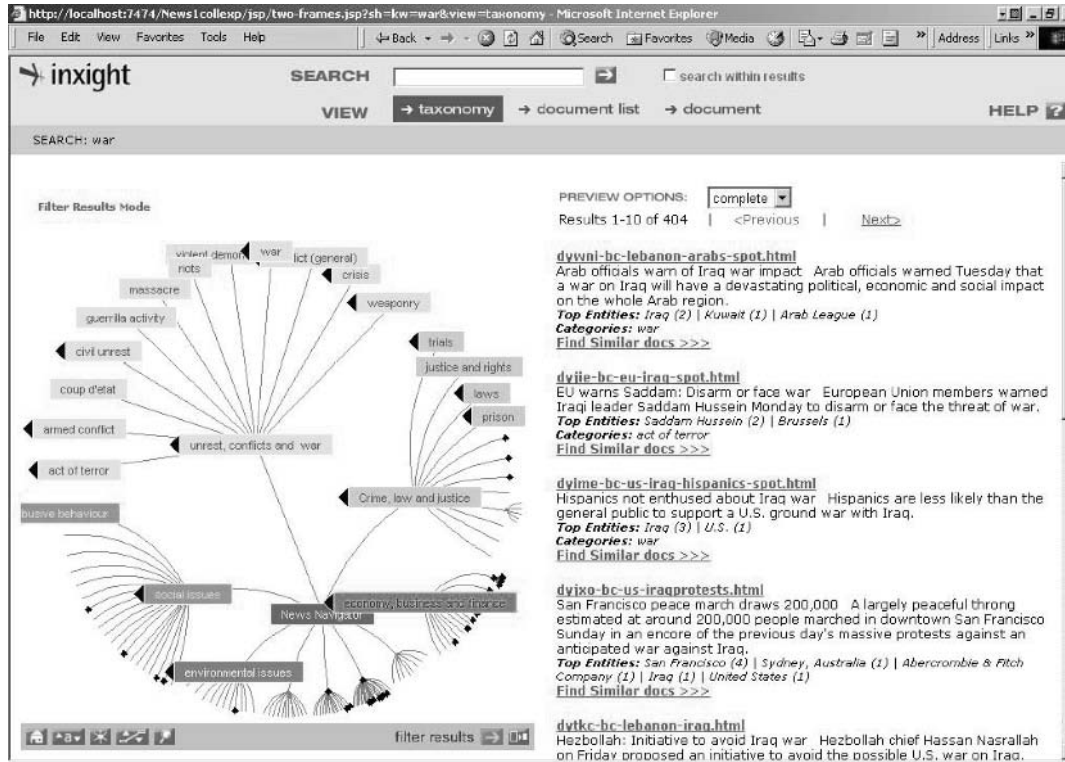 http://localhost:7474/News1collexp/jsp/two-frames.jsp?sh=kw=war&view=taxonomy - Microsoft Internet Explorer
File Edit View Favorites Tools Help
Back Search Favorites Media Address Links
inxight
SEARCH search within results
VIEW taxonomy document list document HELP ?
SEARCH: war
Filter Results Mode
violent demon
war
lict (general)
riots
crisis
massacre
weaponry
guerrilla activity
civil unrest
coup d'etat
armed conflict
unrest, conflicts and war
act of terror
trials
justice and rights
laws
prison
Crime, law and justice
busive behaviour
social issues
economy, business and finance
News Navigator
environmental issues
filter results
PREVIEW OPTIONS: complete
Results 1-10 of 404 | <Previous | Next>
dywni-bc-lebanon-arabs-spot.html
Arab officials warn of Iraq war impact Arab officials warned Tuesday that
a war on Iraq will have a devastating political, economic and social impact
on the whole Arab region.
Top Entities: Iraq (2) | Kuwait (1) | Arab League (1)
Categories: war
Find Similar docs >>>
dyjie-bc-eu-iraq-spot.html
EU warns Saddam: Disarm or face war European Union members warned
Iraqi leader Saddam Hussein Monday to disarm or face the threat of war.
Top Entities: Saddam Hussein (2) | Brussels (1)
Categories: act of terror
Find Similar docs >>>
dyime-bc-us-iraq-hispanics-spot.html
Hispanics not enthused about Iraq war Hispanics are less likely than the
general public to support a U.S. ground war with Iraq.
Top Entities: Iraq (3) | U.S. (1)
Categories: war
Find Similar docs >>>
dyjxo-bc-us-iraqprotests.html
San Francisco peace march draws 200,000 A largely peaceful throng
estimated at around 200,000 people marched in downtown San Francisco
Sunday in an encore of the previous day's massive protests against an
anticipated war against Iraq.
Top Entities: San Francisco (4) | Sydney, Australia (1) | Abercrombie & Fitch
Company (1) | Iraq (1) | United States (1)
Find Similar docs >>>
dytkc-bc-lebanon-iraq.html
Hezbollah: Initiative to avoid Iraq war Hezbollah chief Hassan Nasrallah
on Friday proposed an initiative to avoid the possible U.S. war on Iraq.